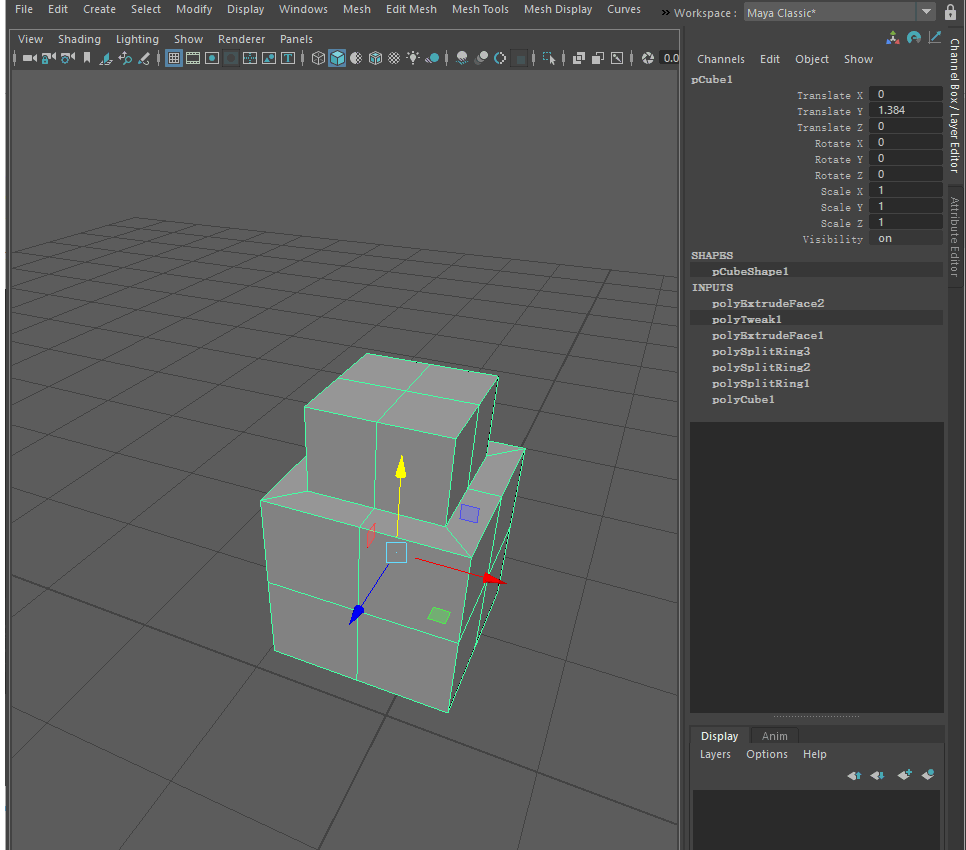 File Edit Create Select Modify Display Windows Mesh Edit Mesh Mesh Tools Mesh Display Curves » Workspace : Maya Classic*
View Shading Lighting Show Renderer Panels
0.0
Channels Edit Object Show
pCube1
Translate X 0
Translate Y 1.384
Translate Z 0
Rotate X 0
Rotate Y 0
Rotate Z 0
Scale X 1
Scale Y 1
Scale Z 1
Visibility on
SHAPES
pCubeShape1
INPUTS
polyExtrudeFace2
polyTweak1
polyExtrudeFace1
polySplitRing3
polySplitRing2
polySplitRing1
polyCube1
Channel Box / Layer Editor
Attribute Editor
Display Anim
Layers Options Help